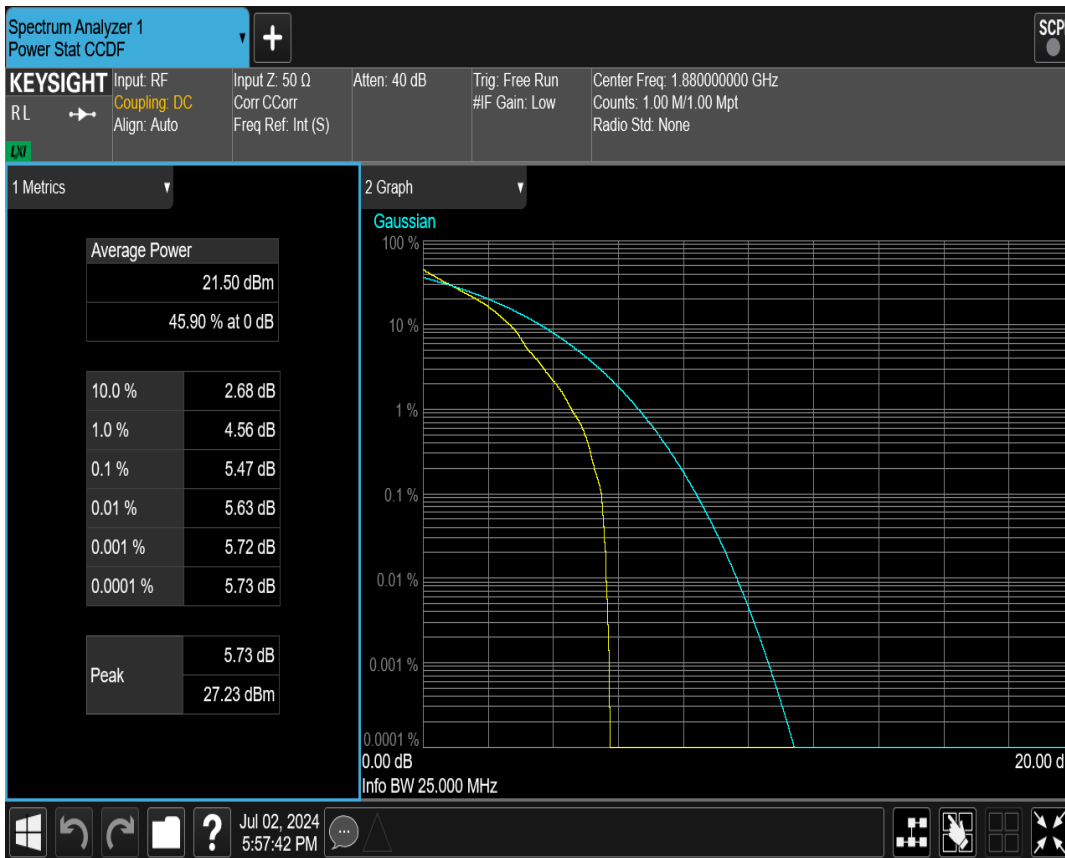 Spectrum Analyzer 1
Power Stat CCDF
+
SCP
KEYSIGHT
RL
LXI
Input: RF
Coupling: DC
Align: Auto
Input Z: 50 Ω
Corr CCorr
Freq Ref: Int (S)
Atten: 40 dB
Trig: Free Run
#IF Gain: Low
Center Freq: 1.880000000 GHz
Counts: 1.00 M/1.00 Mpt
Radio Std: None
1 Metrics
Average Power
21.50 dBm
45.90 % at 0 dB
10.0 % 2.68 dB
1.0 % 4.56 dB
0.1 % 5.47 dB
0.01 % 5.63 dB
0.001 % 5.72 dB
0.0001 % 5.73 dB
Peak
5.73 dB
27.23 dBm
2 Graph
Gaussian
100 %
10 %
1 %
0.1 %
0.01 %
0.001 %
0.0001 %
0.00 dB
20.00 d
Info BW 25.000 MHz
?
Jul 02, 2024
5:57:42 PM